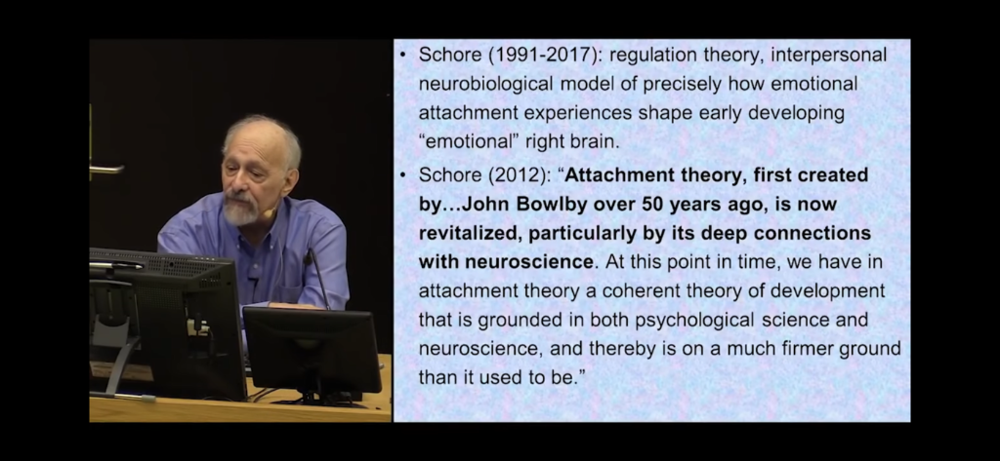 • Schore (1991-2017): regulation theory, interpersonal
neurobiological model of precisely how emotional
attachment experiences shape early developing
“emotional” right brain.
• Schore (2012): “Attachment theory, first created
by…John Bowlby over 50 years ago, is now
revitalized, particularly by its deep connections
with neuroscience. At this point in time, we have in
attachment theory a coherent theory of development
that is grounded in both psychological science and
neuroscience, and thereby is on a much firmer ground
than it used to be.”